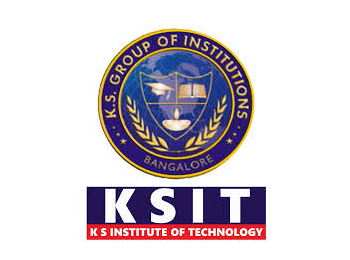 K.S. GROUP OF INSTITUTIONS
BANGALORE
KSIT
K S INSTITUTE OF TECHNOLOGY